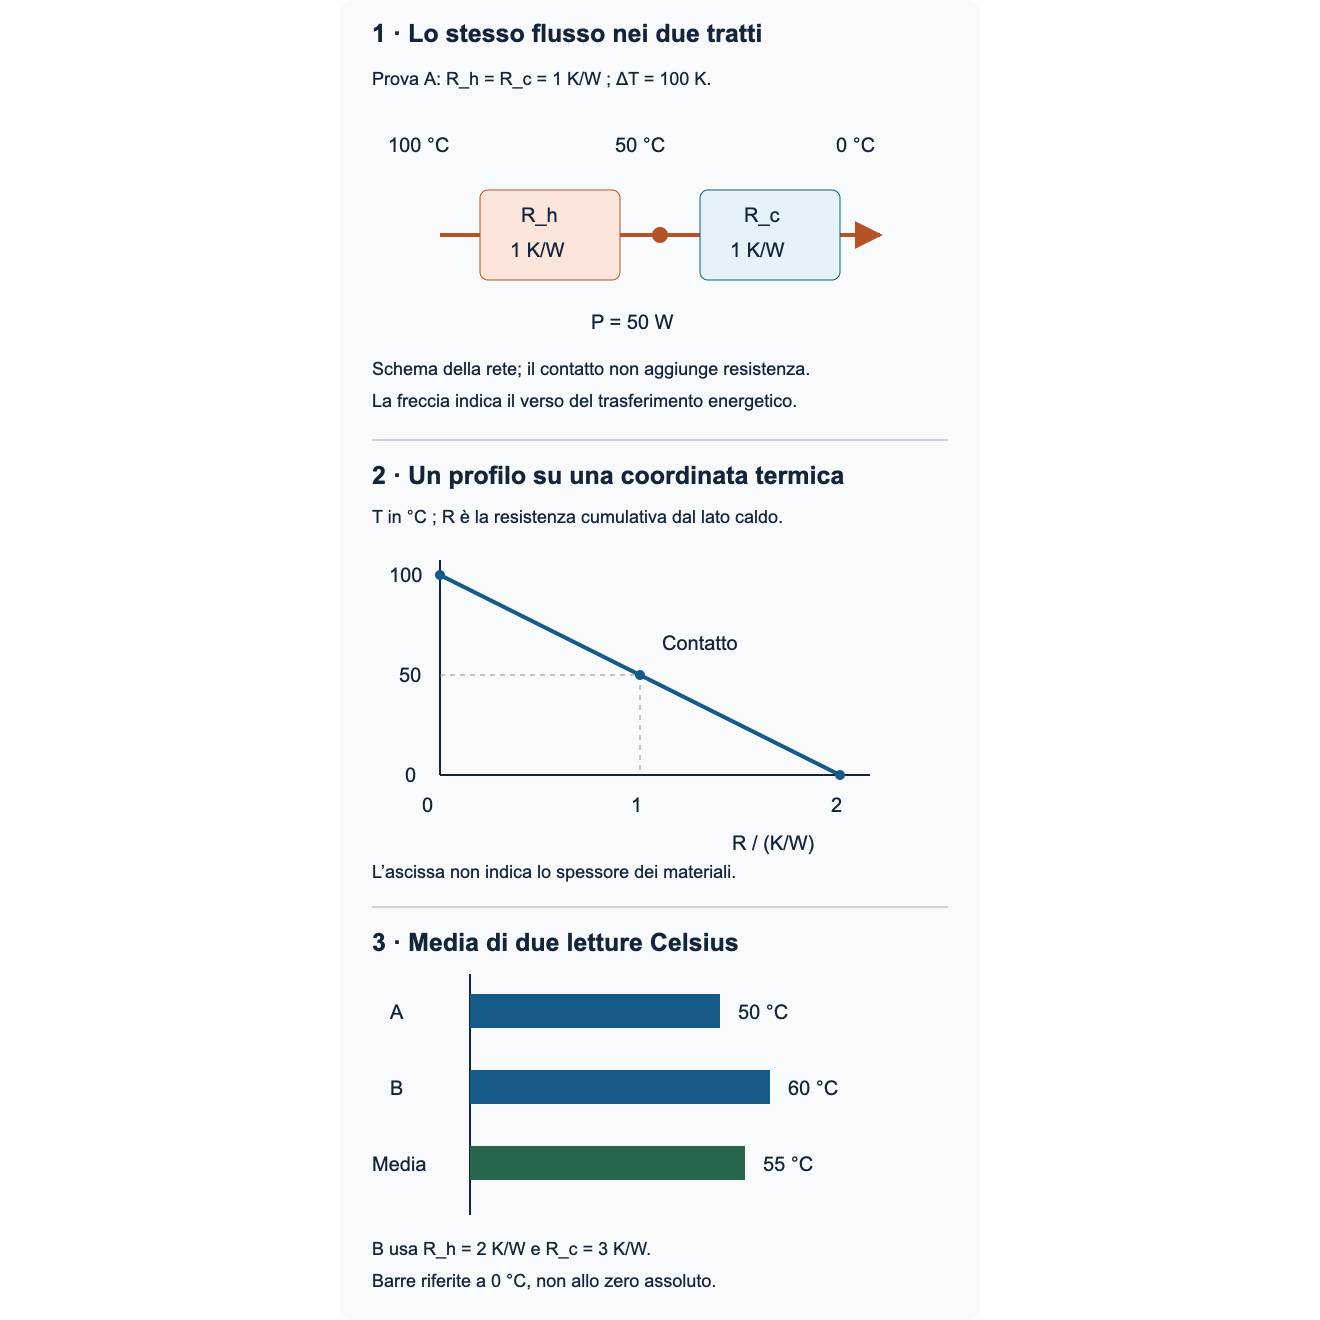 1 · Lo stesso flusso nei due tratti
Prova A: R_h = R_c = 1 K/W ; ΔT = 100 K.
100 °C 50 °C 0 °C
R_h R_c
1 K/W 1 K/W
P = 50 W
Schema della rete; il contatto non aggiunge resistenza.
La freccia indica il verso del trasferimento energetico.
2 · Un profilo su una coordinata termica
T in °C ; R è la resistenza cumulativa dal lato caldo.
100
Contatto
50
0
0 1 2
R / (K/W)
L’ascissa non indica lo spessore dei materiali.
3 · Media di due letture Celsius
A 50 °C
B 60 °C
Media 55 °C
B usa R_h = 2 K/W e R_c = 3 K/W.
Barre riferite a 0 °C, non allo zero assoluto.